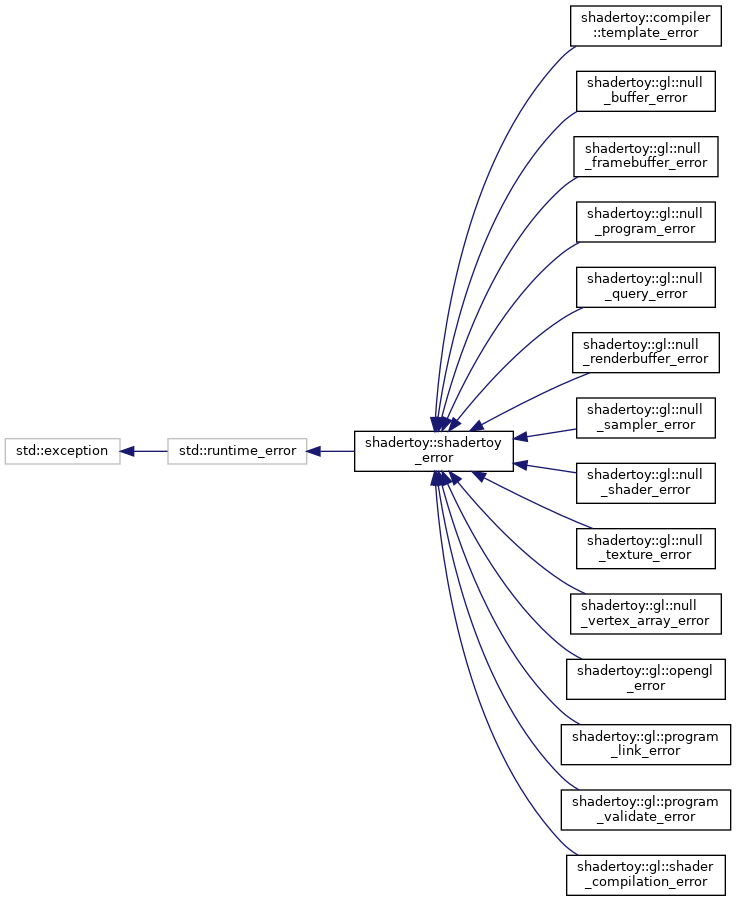 shadertoy::compiler
::template_error
shadertoy::gl::null
_buffer_error
shadertoy::gl::null
_framebuffer_error
shadertoy::gl::null
_program_error
shadertoy::gl::null
_query_error
shadertoy::gl::null
_renderbuffer_error
shadertoy::gl::null
_sampler_error
std::exception
std::runtime_error
shadertoy::shadertoy
_error
shadertoy::gl::null
_shader_error
shadertoy::gl::null
_texture_error
shadertoy::gl::null
_vertex_array_error
shadertoy::gl::opengl
_error
shadertoy::gl::program
_link_error
shadertoy::gl::program
_validate_error
shadertoy::gl::shader
_compilation_error